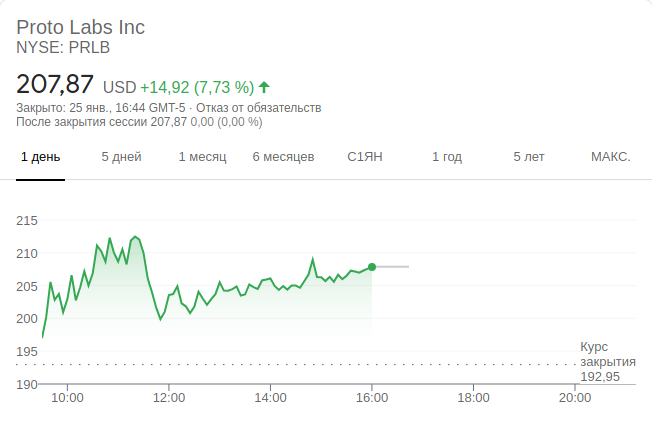 Proto Labs Inc
NYSE: PRLB
207,87 USD +14,92 (7,73 %)
Закрыто: 25 янв., 16:44 GMT-5 · Отказ от обязательств
После закрытия сессии 207,87 0,00 (0,00 %)
1 день 5 дней 1 месяц 6 месяцев С1ЯН 1 год 5 лет МАКС.
215
210
205
200
195
190
Курс
закрытия
192,95
10:00 12:00 14:00 16:00 18:00 20:00